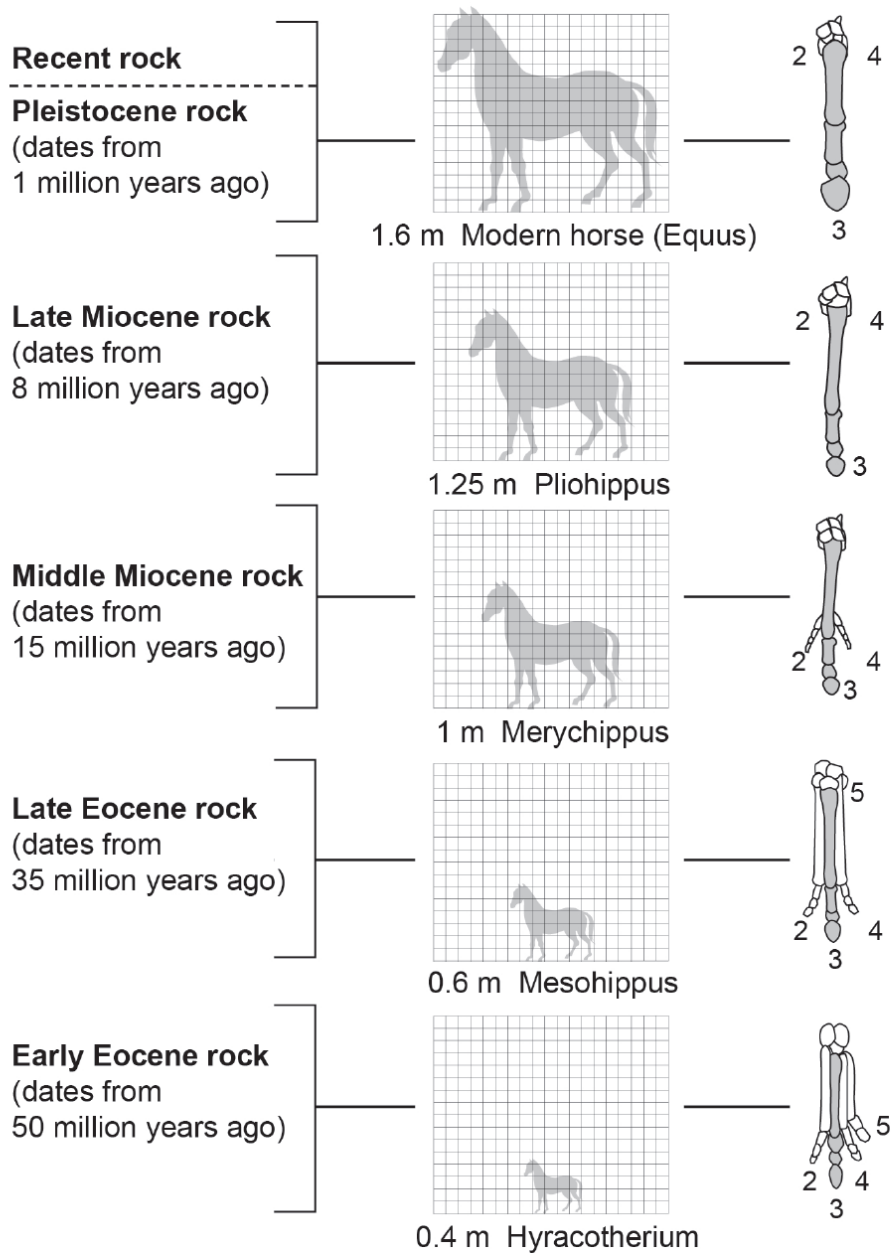 Recent rock
Pleistocene rock
(dates from
1 million years ago)
1.6 m Modern horse (Equus)
2 4
3
Late Miocene rock
(dates from
8 million years ago)
1.25 m Pliohippus
2 4
3
Middle Miocene rock
(dates from
15 million years ago)
1 m Merychippus
2 4
3
Late Eocene rock
(dates from
35 million years ago)
0.6 m Mesohippus
5
2 4
3
Early Eocene rock
(dates from
50 million years ago)
0.4 m Hyracotherium
5
2 4
3